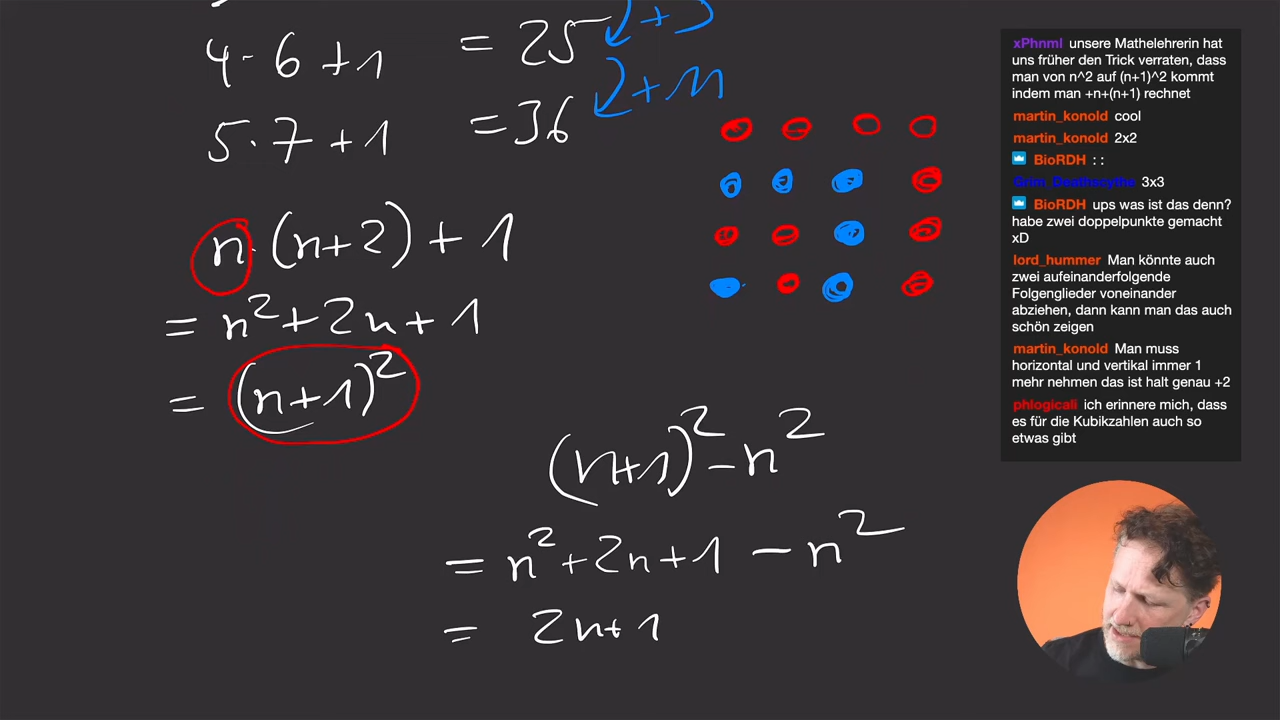 4·6+1 = 25 +9
5·7+1 = 36 +11
n·(n+2)+1
= n²+2n+1
= (n+1)²
(n+1)²-n²
= n²+2n+1 - n²
= 2n+1
xPhnml unsere Mathelehrerin hat
uns früher den Trick verraten, dass
man von n^2 auf (n+1)^2 kommt
indem man +n+(n+1) rechnet
martin_konold cool
martin_konold 2x2
BioRDH : :
Grim_Deathscythe 3x3
BioRDH ups was ist das denn?
habe zwei doppelpunkte gemacht
xD
lord_hummer Man könnte auch
zwei aufeinanderfolgende
Folgenglieder voneinander
abziehen, dann kann man das auch
schön zeigen
martin_konold Man muss
horizontal und vertikal immer 1
mehr nehmen das ist halt genau +2
phlogicali ich erinnere mich, dass
es für die Kubikzahlen auch so
etwas gibt